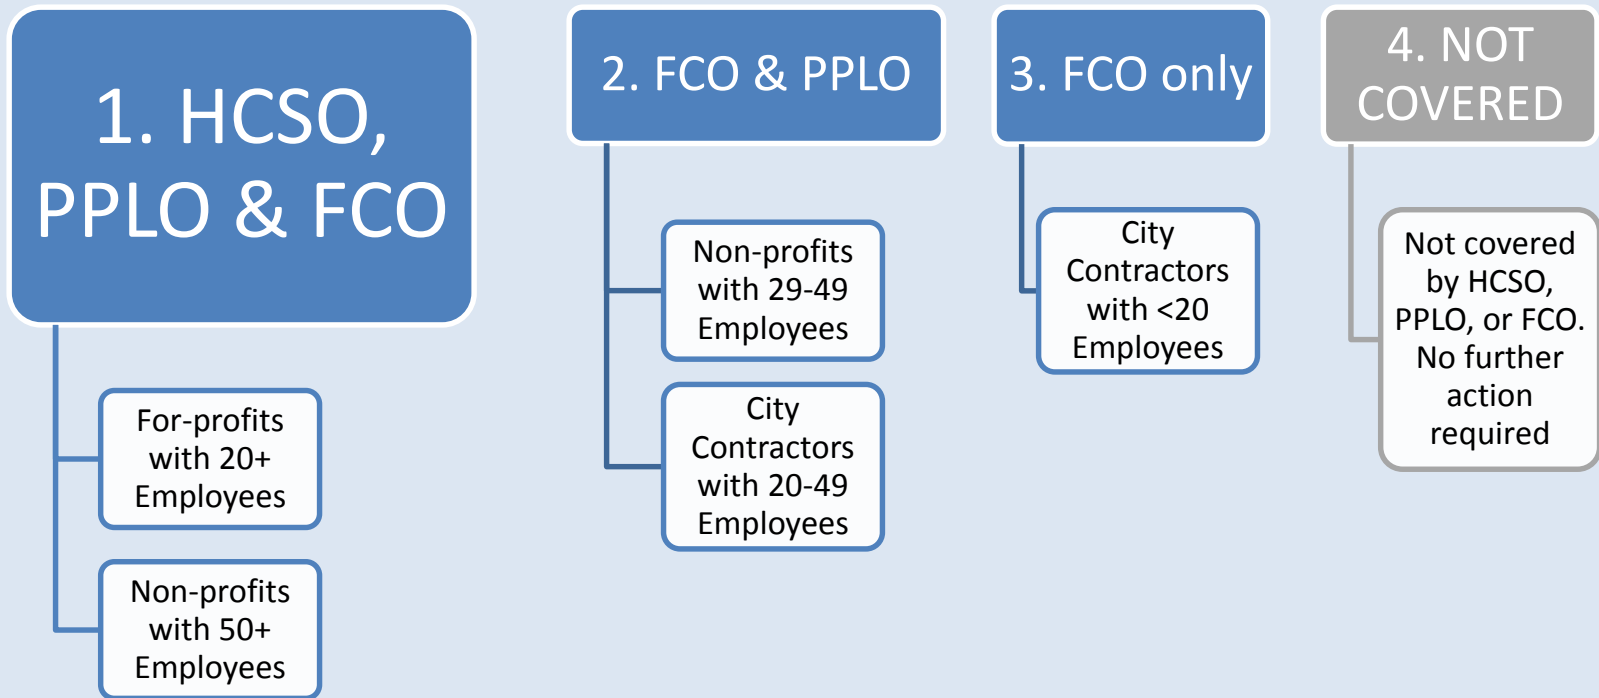 1. HCSO,
PPLO & FCO
For-profits
with 20+
Employees
Non-profits
with 50+
Employees
2. FCO & PPLO
Non-profits
with 29-49
Employees
City
Contractors
with 20-49
Employees
3. FCO only
City
Contractors
with <20
Employees
4. NOT
COVERED
Not covered
by HCSO,
PPLO, or FCO.
No further
action
required